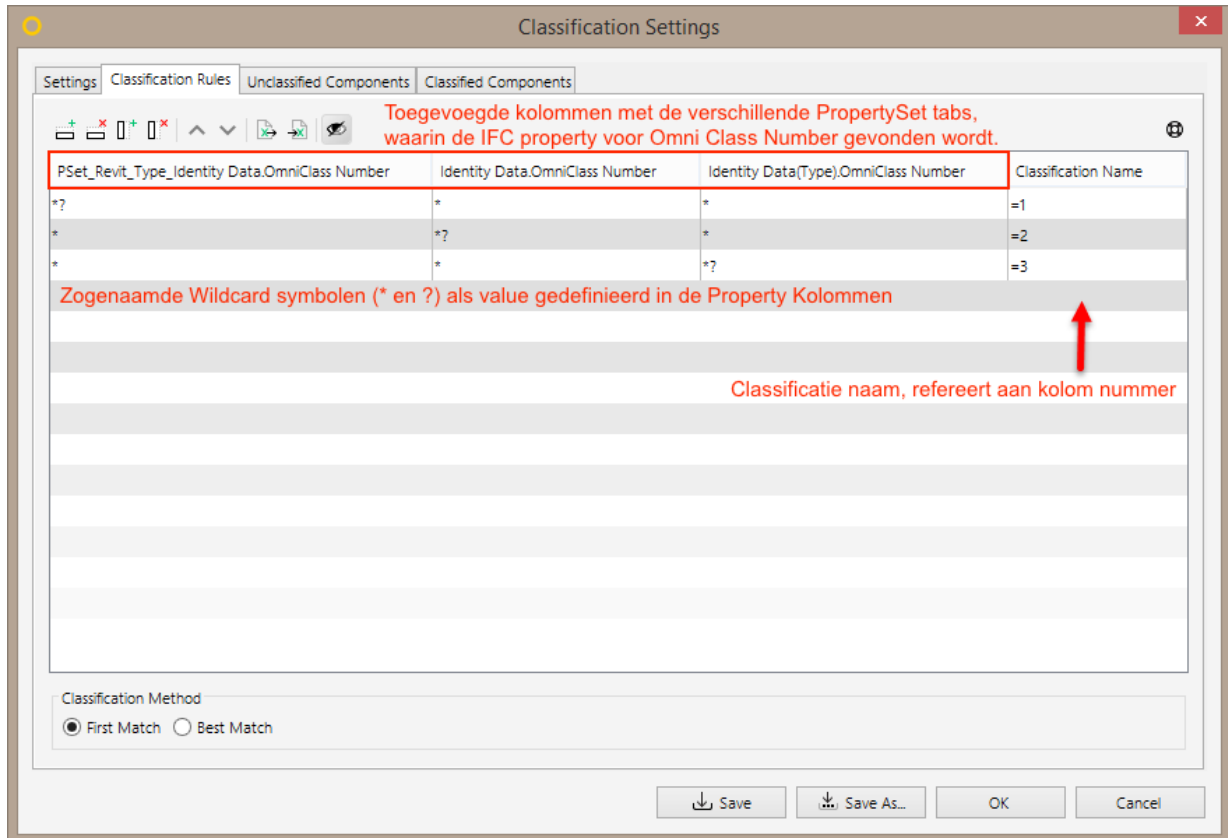 Classification Settings
Settings Classification Rules Unclassified Components Classified Components
Toegevoegde kolommen met de verschillende PropertySet tabs,
waarin de IFC property voor Omni Class Number gevonden wordt.
PSet_Revit_Type_Identity Data.OmniClass Number Identity Data.OmniClass Number Identity Data(Type).OmniClass Number Classification Name
*? * * =1
* *? * =2
* * *? =3
Zogenaamde Wildcard symbolen (* en ?) als value gedefinieerd in de Property Kolommen
Classificatie naam, refereert aan kolom nummer
Classification Method
First Match Best Match
Save Save As... OK Cancel